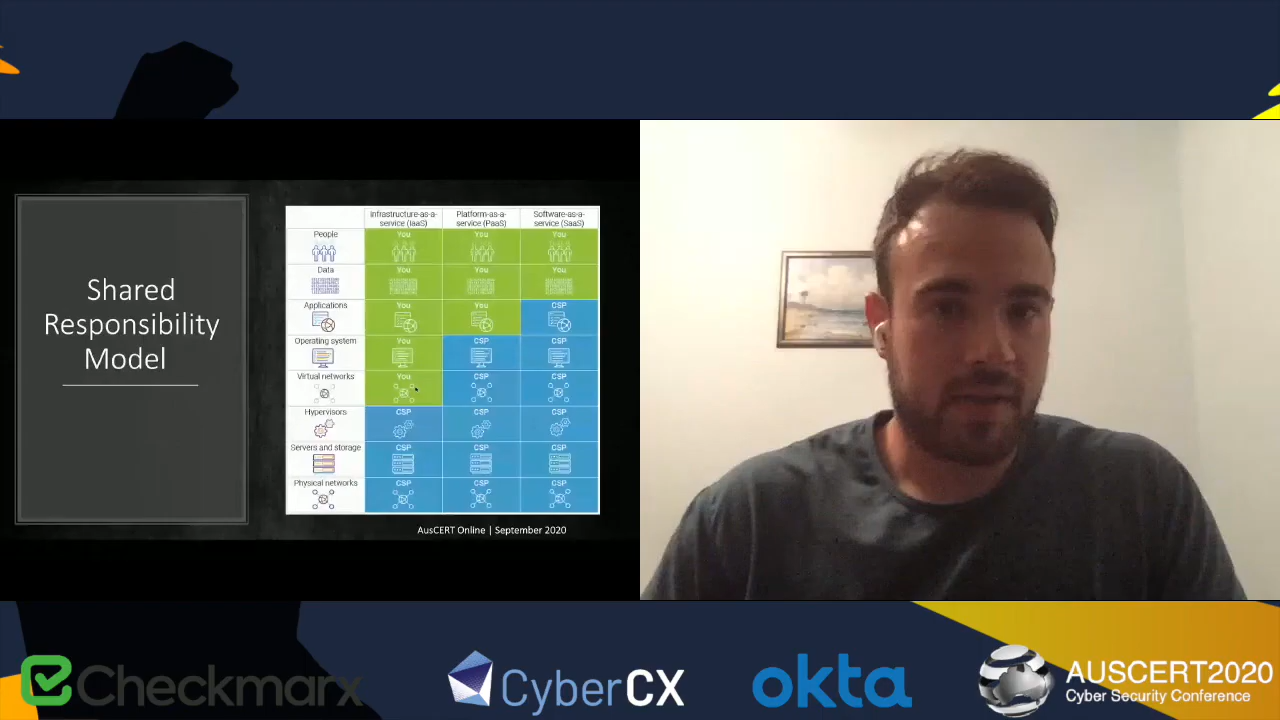 Shared
Responsibility
Model
Infrastructure-as-a-
service (IaaS)
Platform-as-a-
service (PaaS)
Software-as-a-
service (SaaS)
People
You
You
You
Data
You
You
You
Applications
You
You
CSP
Operating system
You
CSP
CSP
Virtual networks
You
CSP
CSP
Hypervisors
CSP
CSP
CSP
Servers and storage
CSP
CSP
CSP
Physical networks
CSP
CSP
CSP
AusCERT Online | September 2020
Checkmarx
CyberCX
okta
AUSCERT2020
Cyber Security Conference